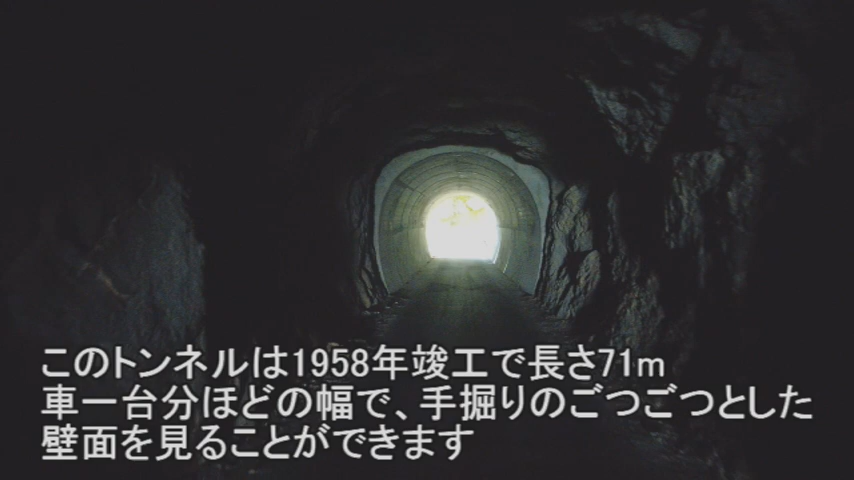 このトンネルは1958年竣工で長さ71m
車一台分ほどの幅で、手掘りのごつごつとした
壁面を見ることができます